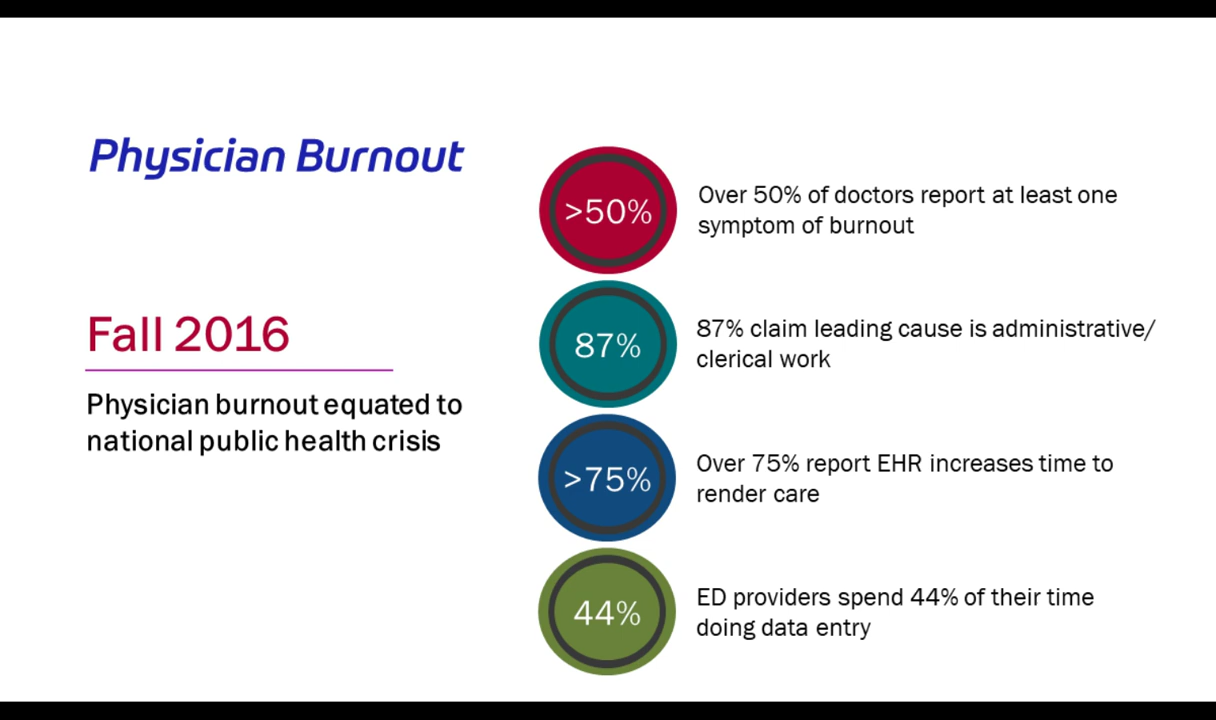 Physician Burnout
Fall 2016
Physician burnout equated to
national public health crisis
>50%
Over 50% of doctors report at least one
symptom of burnout
87%
87% claim leading cause is administrative/
clerical work
>75%
Over 75% report EHR increases time to
render care
44%
ED providers spend 44% of their time
doing data entry